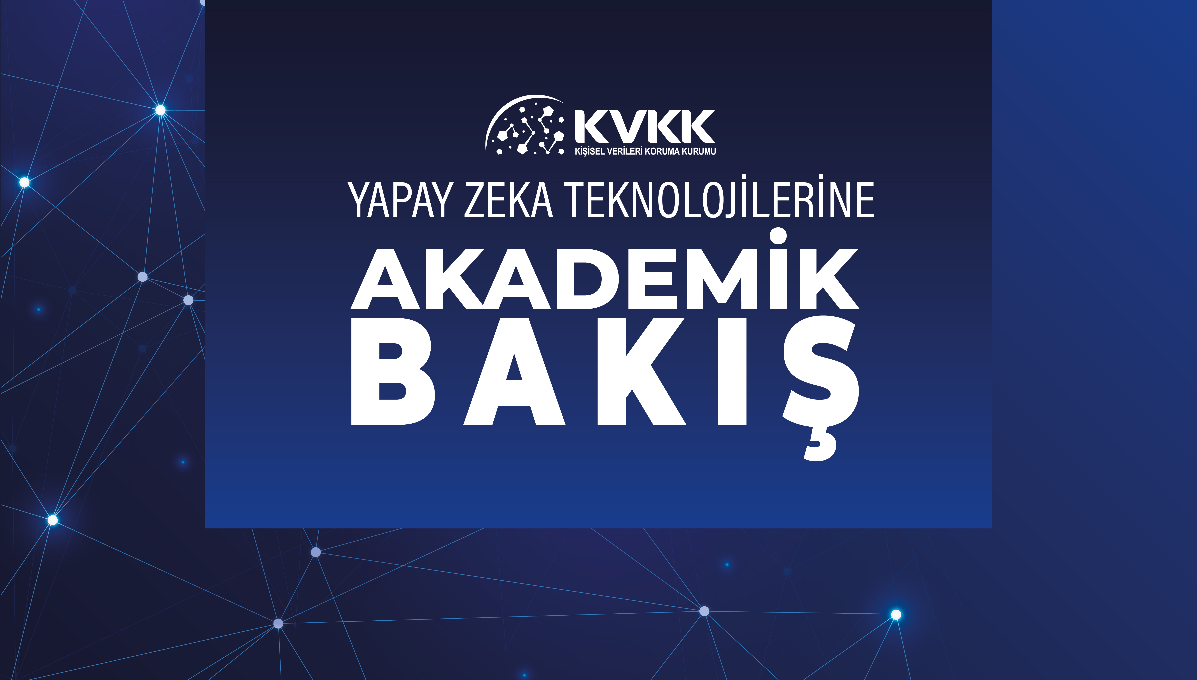 KVKK
KİŞİSEL VERİLERİ KORUMA KURUMU
YAPAY ZEKA TEKNOLOJİLERİNE
AKADEMİK
BAKIŞ